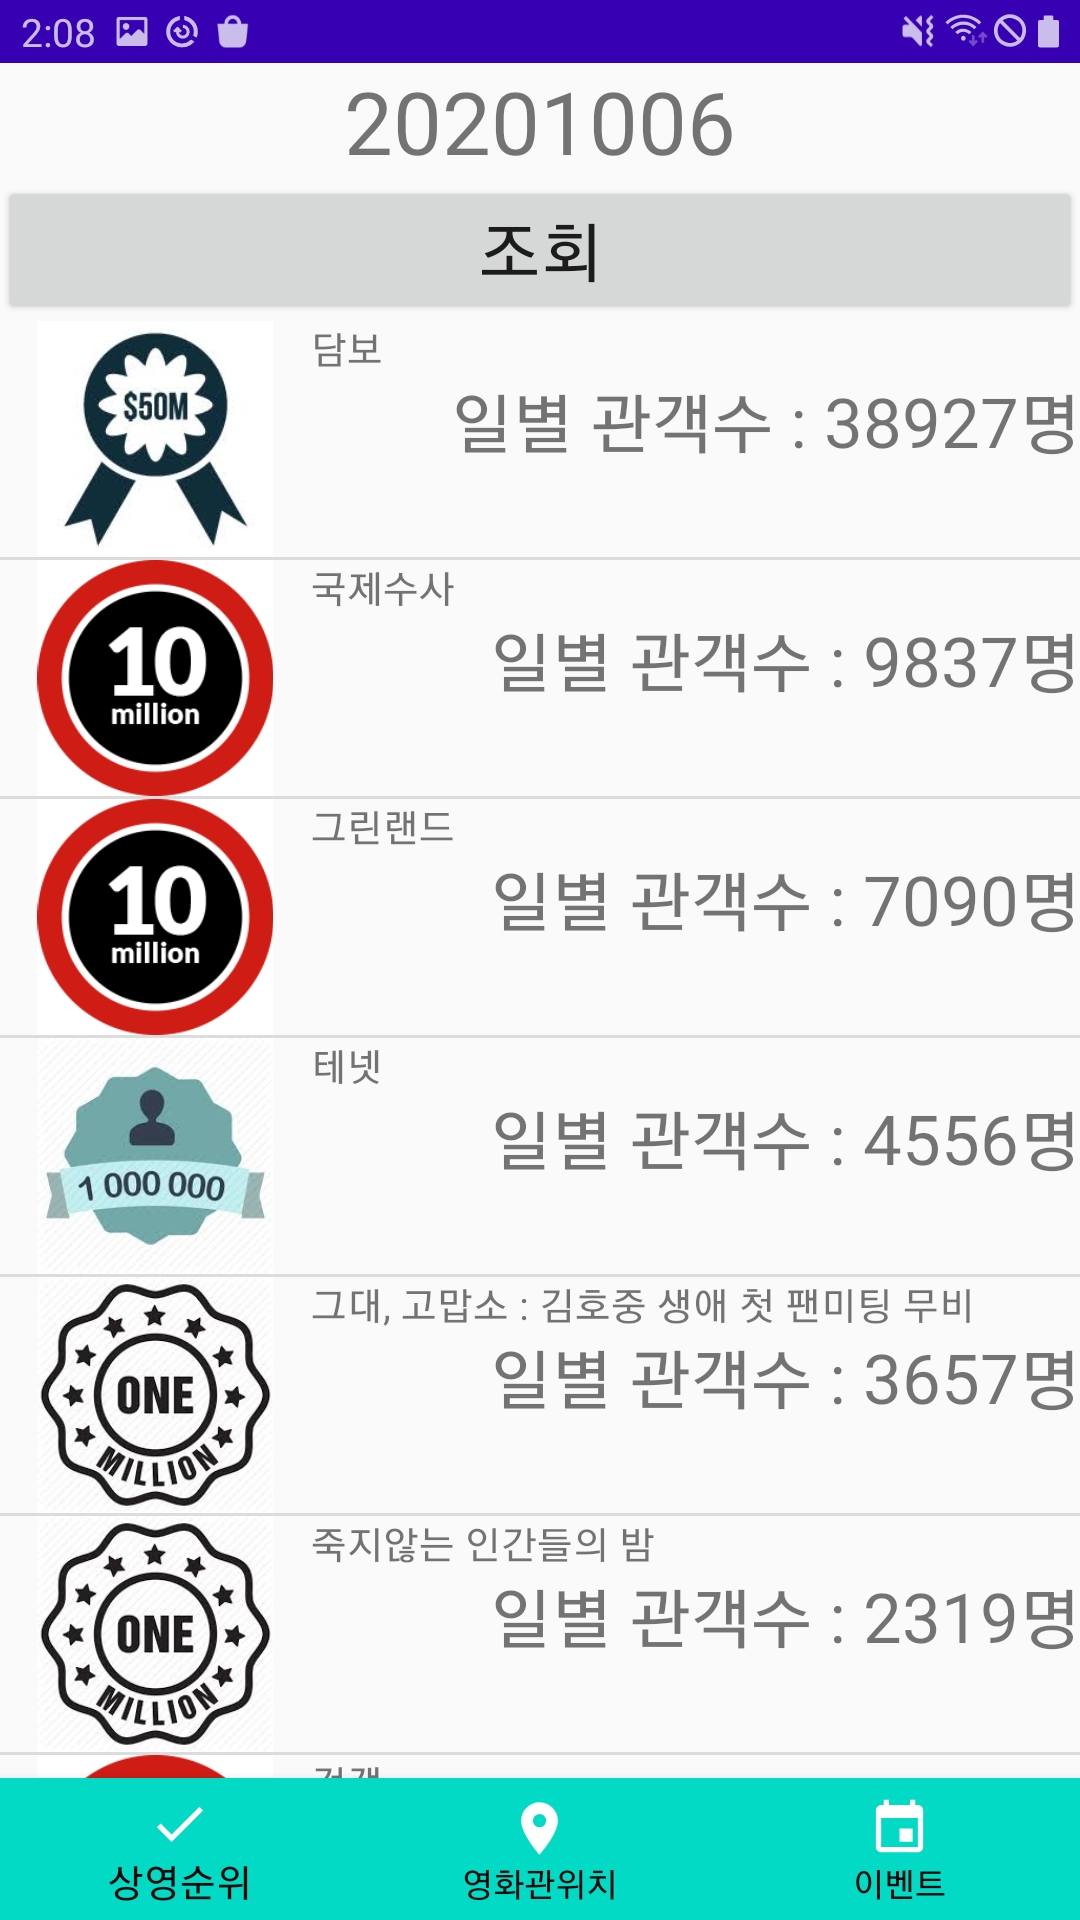 2:08
20201006
조회
$50M
담보
일별 관객수 : 38927명
10
million
국제수사
일별 관객수 : 9837명
10
million
그린랜드
일별 관객수 : 7090명
1 000 000
테넷
일별 관객수 : 4556명
ONE
MILLION
그대, 고맙소 : 김호중 생애 첫 팬미팅 무비
일별 관객수 : 3657명
ONE
MILLION
죽지않는 인간들의 밤
일별 관객수 : 2319명
상영순위
영화관위치
이벤트